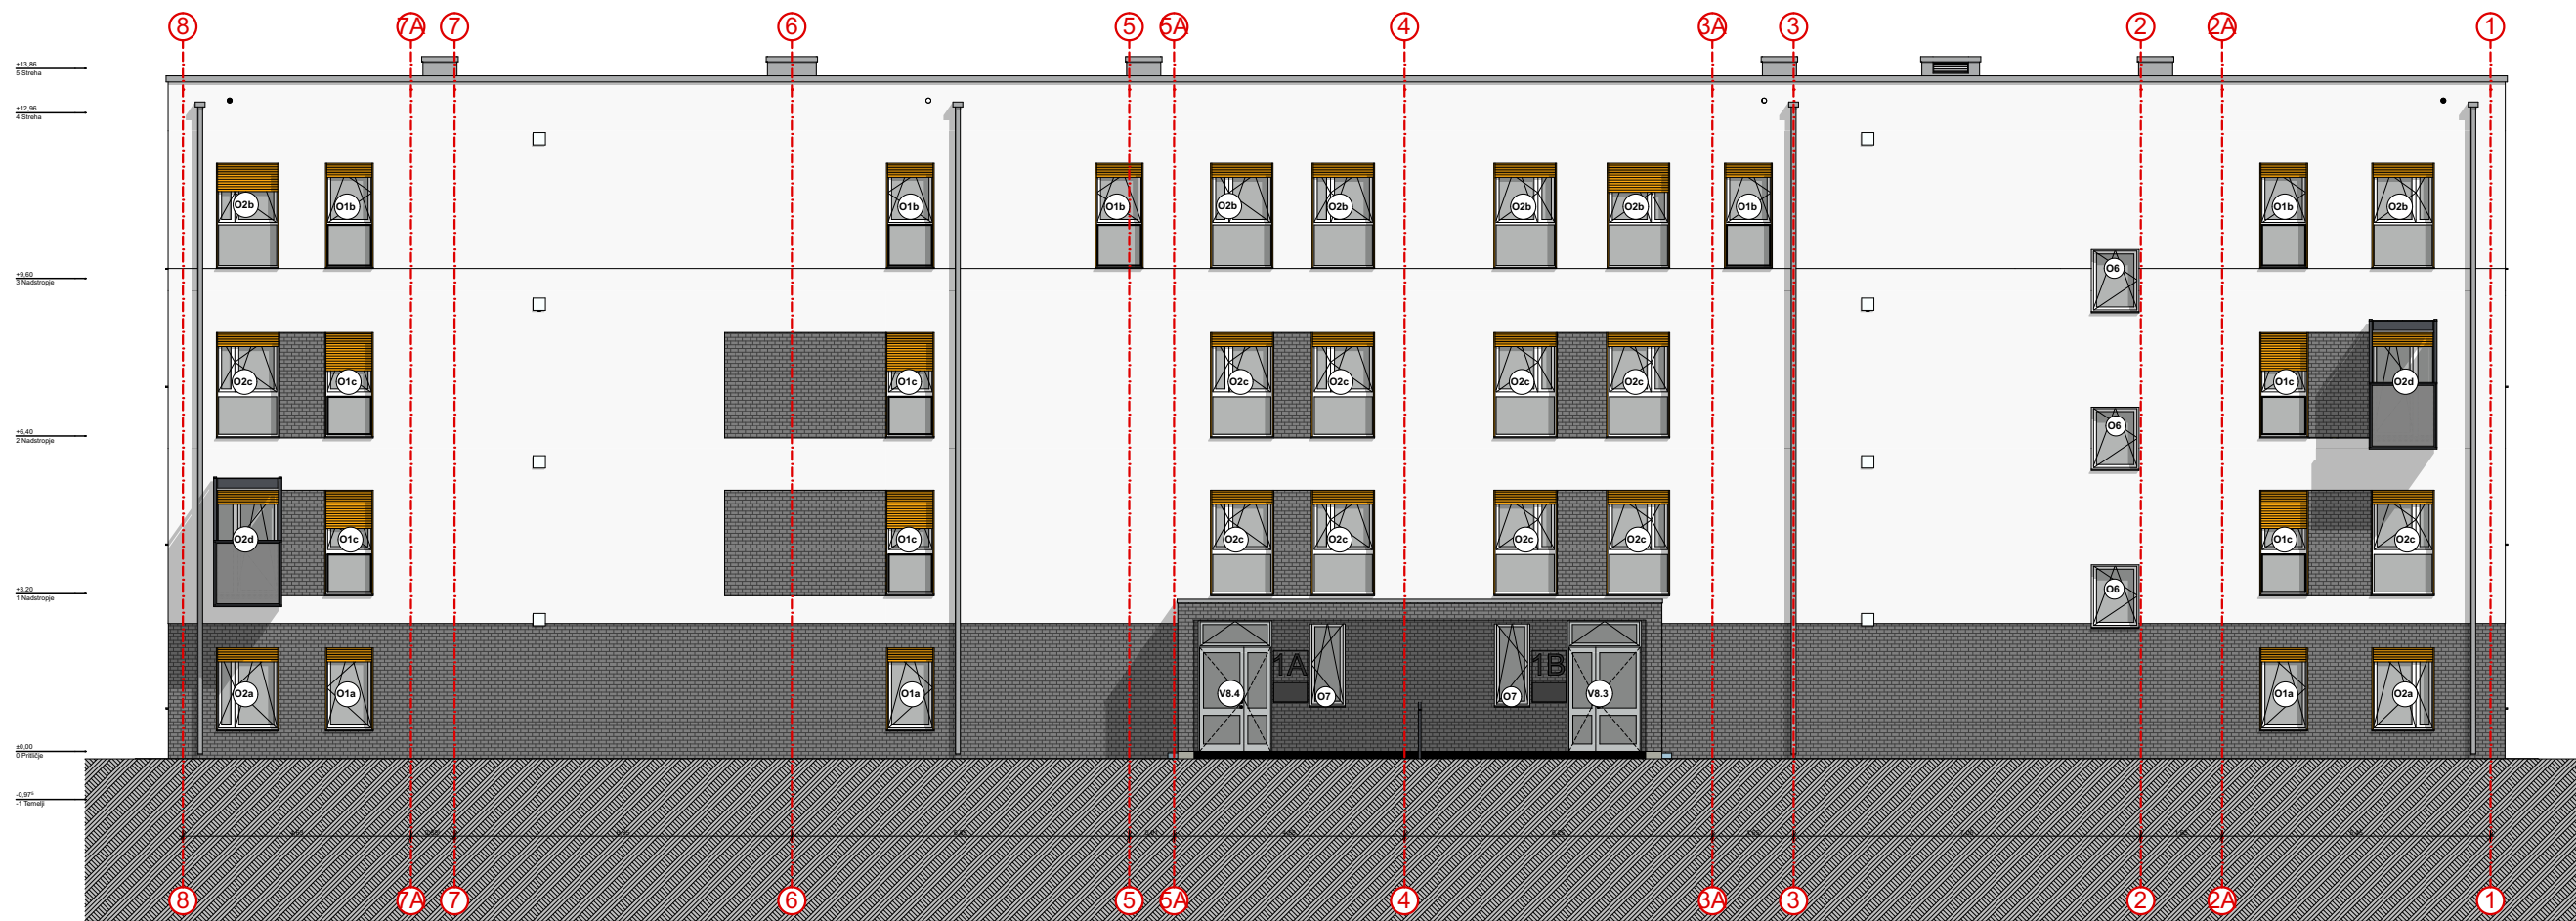 8 7A 7 6 5 5A 4 3A 3 2 2A 1
+13,86
5 Streha
+12,96
4 Streha
O2b O1b O1b O1b O2b O2b O2b O2b O1b O1b O2b
O6
+9,60
3 Nadstropje
O2c O1c O1c O2c O2c O2c O2c O1c O2d
O6
+6,40
2 Nadstropje
O2d O1c O1c O2c O2c O2c O2c O1c O2c
O6
+3,20
1 Nadstropje
1A 1B
O2a O1a O1a V8.4 O7 O7 V8.3 O1a O2a
±0,00
0 Pritličje
-0,97⁵
-1 Temelji
8 7A 7 6 5 5A 4 3A 3 2 2A 1